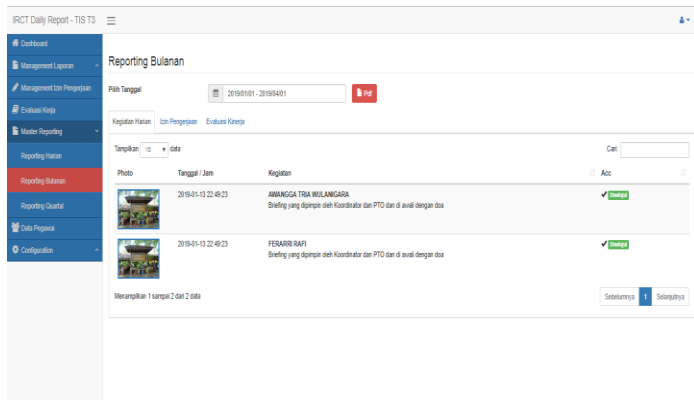 IRCT Daily Report - TIS T3
Dashboard
Management Laporan
Management Izin Pengerjaan
Evaluasi Kerja
Master Reporting
Reporting Harian
Reporting Bulanan
Reporting Quartal
Data Pegawai
Configuration
Reporting Bulanan
Pilih Tanggal
2019/01/01 - 2019/04/01
Pdf
Kegiatan Harian Izin Pengerjaan Evaluasi Kinerja
Tampilkan 10 data
Cari:
Photo Tanggal / Jam Kegiatan Acc
2019-01-13 22:49:23 AWANGGA TRIA WULANIGARA Disetujui
Briefing yang dipimpin oleh Koordinator dan PTO dan di awali dengan doa
2019-01-13 22:49:23 FERARRI RAFI Disetujui
Briefing yang dipimpin oleh Koordinator dan PTO dan di awali dengan doa
Menampilkan 1 sampai 2 dari 2 data
Sebelumnya 1 Selanjutnya